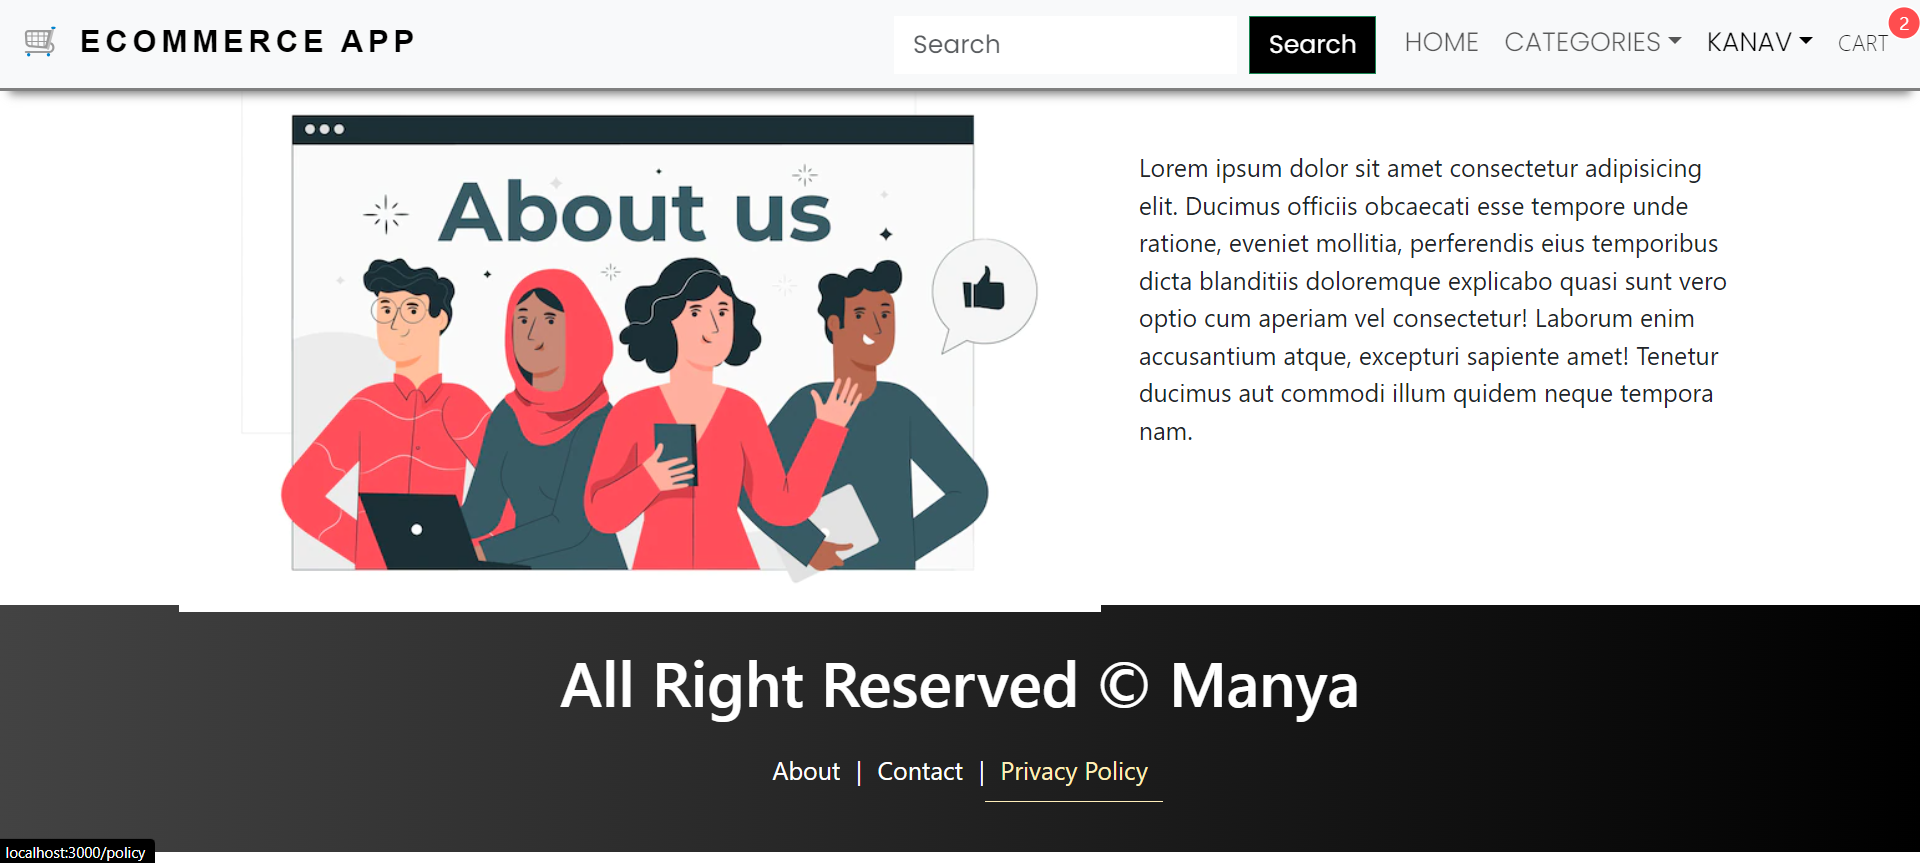 ECOMMERCE APP
Search
Search
HOME
CATEGORIES
KANAV
CART
2
About us
Lorem ipsum dolor sit amet consectetur adipisicing
elit. Ducimus officiis obcaecati esse tempore unde
ratione, eveniet mollitia, perferendis eius temporibus
dicta blanditiis doloremque explicabo quasi sunt vero
optio cum aperiam vel consectetur! Laborum enim
accusantium atque, excepturi sapiente amet! Tenetur
ducimus aut commodi illum quidem neque tempora
nam.
All Right Reserved © Manya
About | Contact | Privacy Policy
localhost:3000/policy